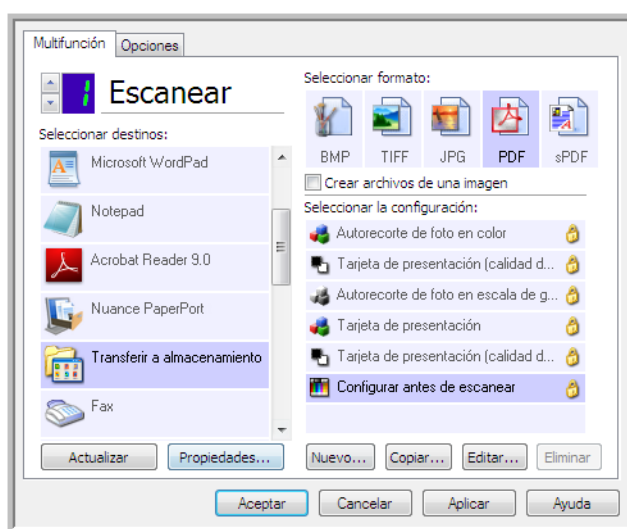 Multifunción
Opciones
1
Escanear
Seleccionar destinos:
Microsoft WordPad
Notepad
Acrobat Reader 9.0
Nuance PaperPort
Transferir a almacenamiento
Fax
Actualizar
Propiedades...
Seleccionar formato:
BMP
TIFF
JPG
PDF
sPDF
Crear archivos de una imagen
Seleccionar la configuración:
Autorecorte de foto en color
Tarjeta de presentación (calidad d...
Autorecorte de foto en escala de g...
Tarjeta de presentación
Tarjeta de presentación (calidad d...
Configurar antes de escanear
Nuevo...
Copiar...
Editar...
Eliminar
Aceptar
Cancelar
Aplicar
Ayuda